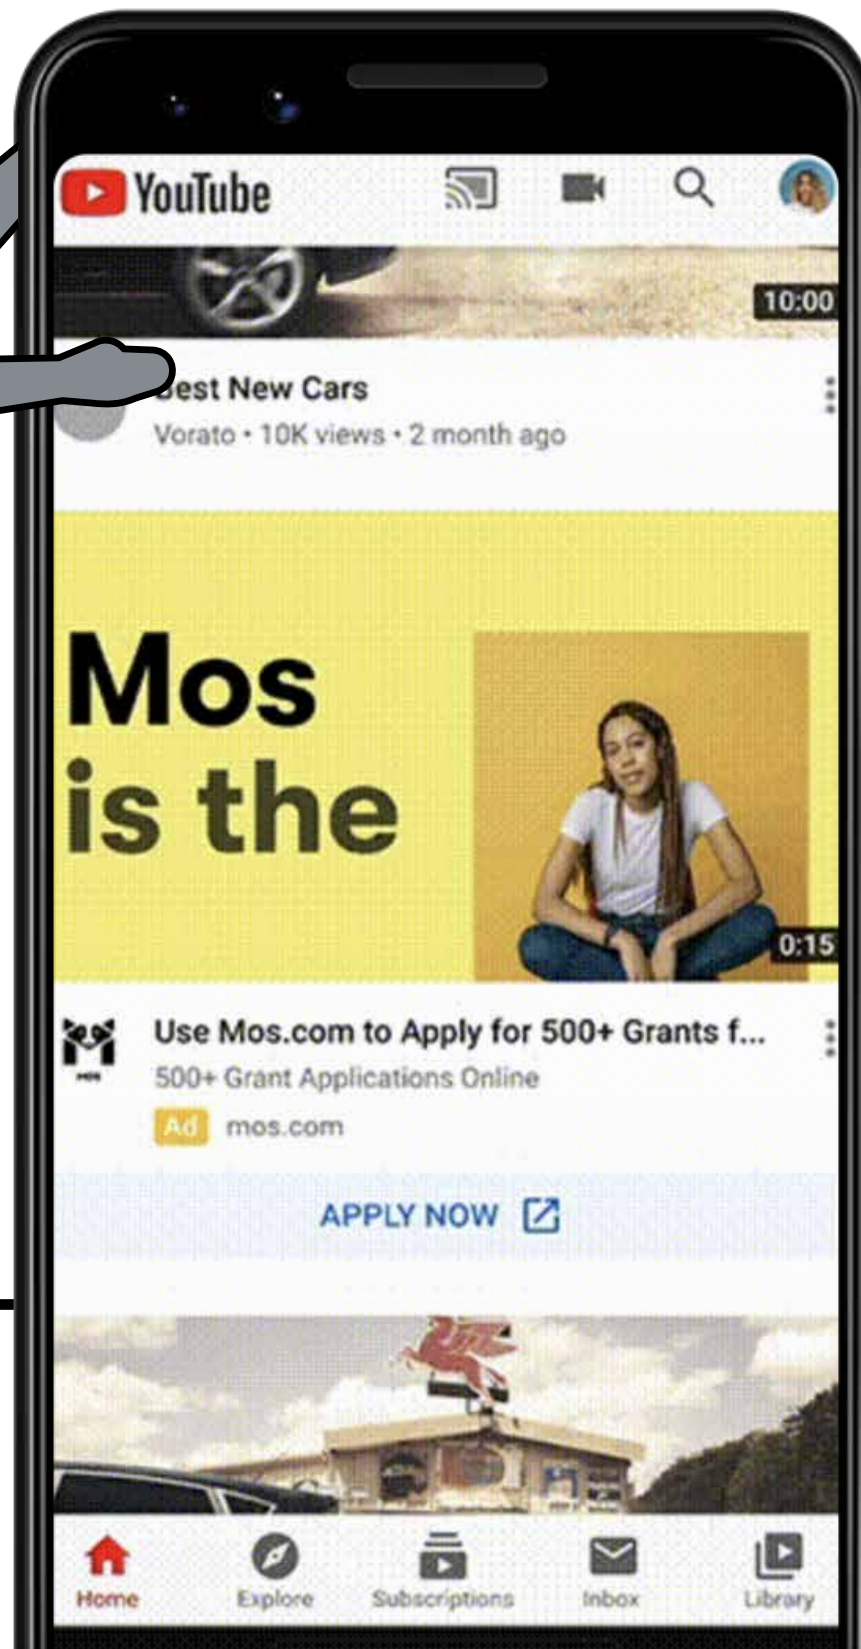 YouTube
10:00
Best New Cars
Vorato • 10K views • 2 month ago
Mos
is the
0:15
MOS
Use Mos.com to Apply for 500+ Grants f...
500+ Grant Applications Online
Ad mos.com
APPLY NOW
Home Explore Subscriptions Inbox Library